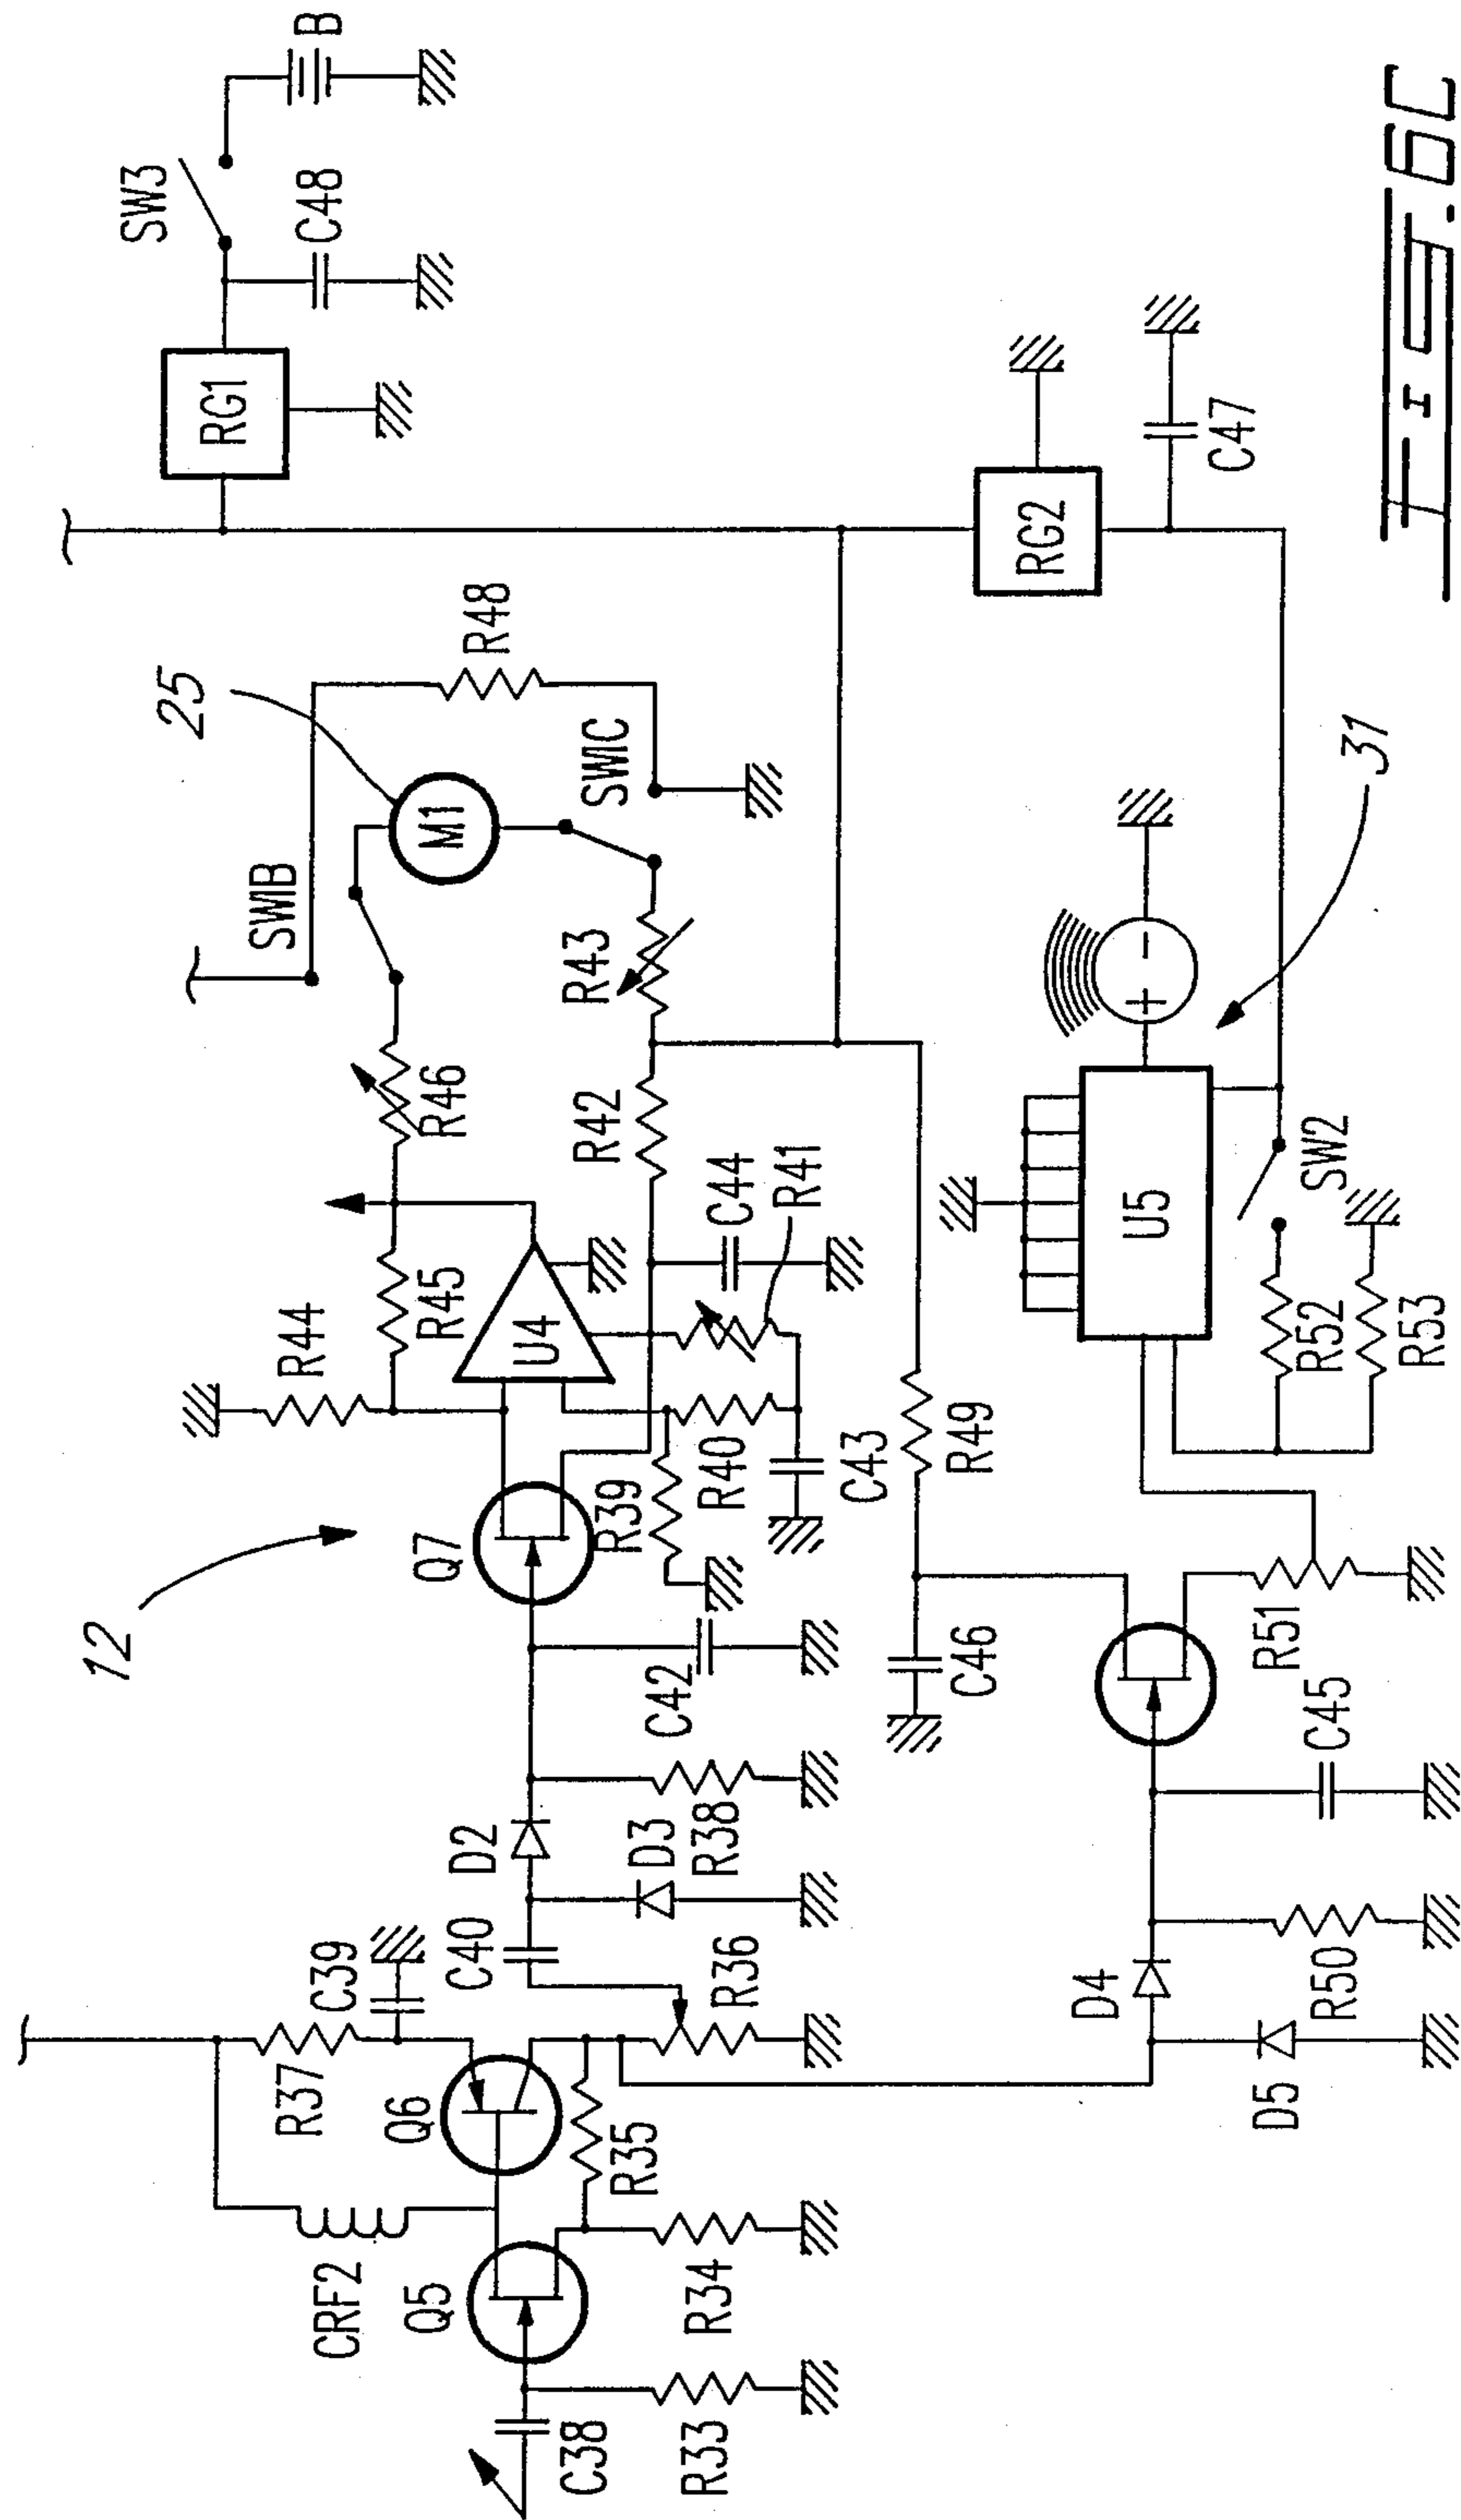 12
25
31
SW3
B
C48
RG1
RG2
C47
R48
SW1B
SW1C
M1
R43
R46
R42
C44
R41
R45
R44
U4
Q7
R39
R40
C43
R49
C46
C42
U5
SW2
R52
R53
R51
C45
D2
D3
R38
C40
C39
R36
R37
Q6
R35
CRF2
Q5
R34
C38
R33
D4
R50
D5
+ -
FIG. 6C